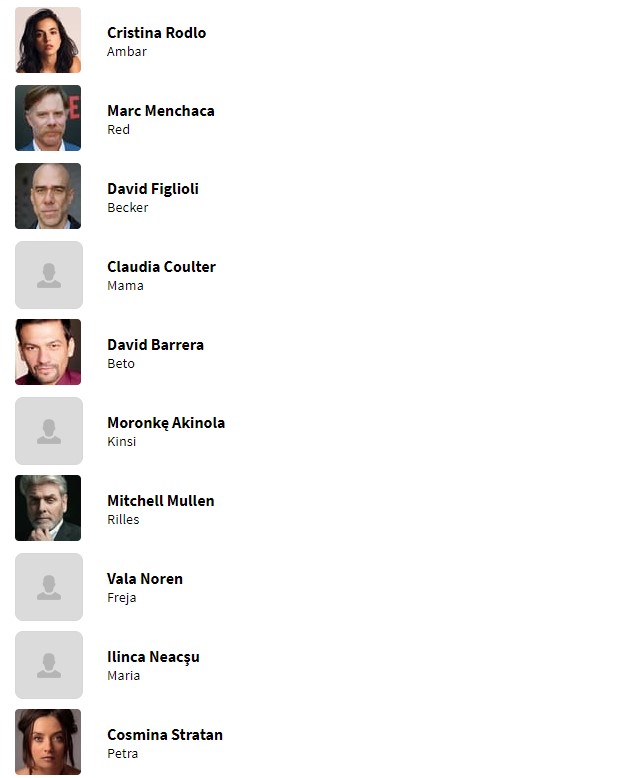 Cristina Rodlo
Ambar
Marc Menchaca
Red
David Figlioli
Becker
Claudia Coulter
Mama
David Barrera
Beto
Moronkę Akinola
Kinsi
Mitchell Mullen
Rilles
Vala Noren
Freja
Ilinca Neacşu
Maria
Cosmina Stratan
Petra